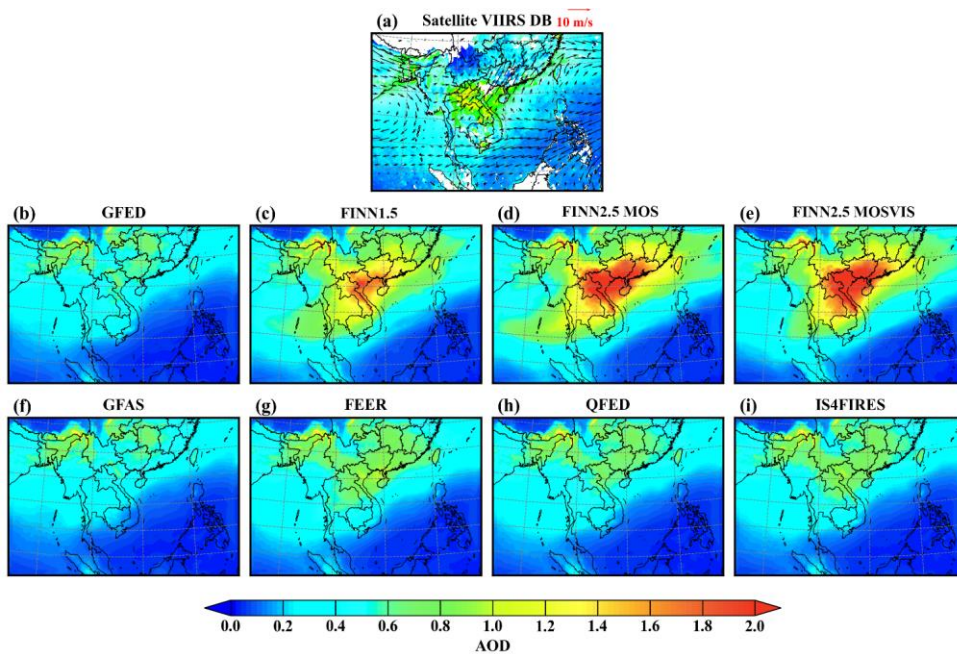 (a) Satellite VIIRS DB 10 m/s
(b) GFED
(c) FINN1.5
(d) FINN2.5 MOS
(e) FINN2.5 MOSVIS
(f) GFAS
(g) FEER
(h) QFED
(i) IS4FIRES
0.0 0.2 0.4 0.6 0.8 1.0 1.2 1.4 1.6 1.8 2.0
AOD